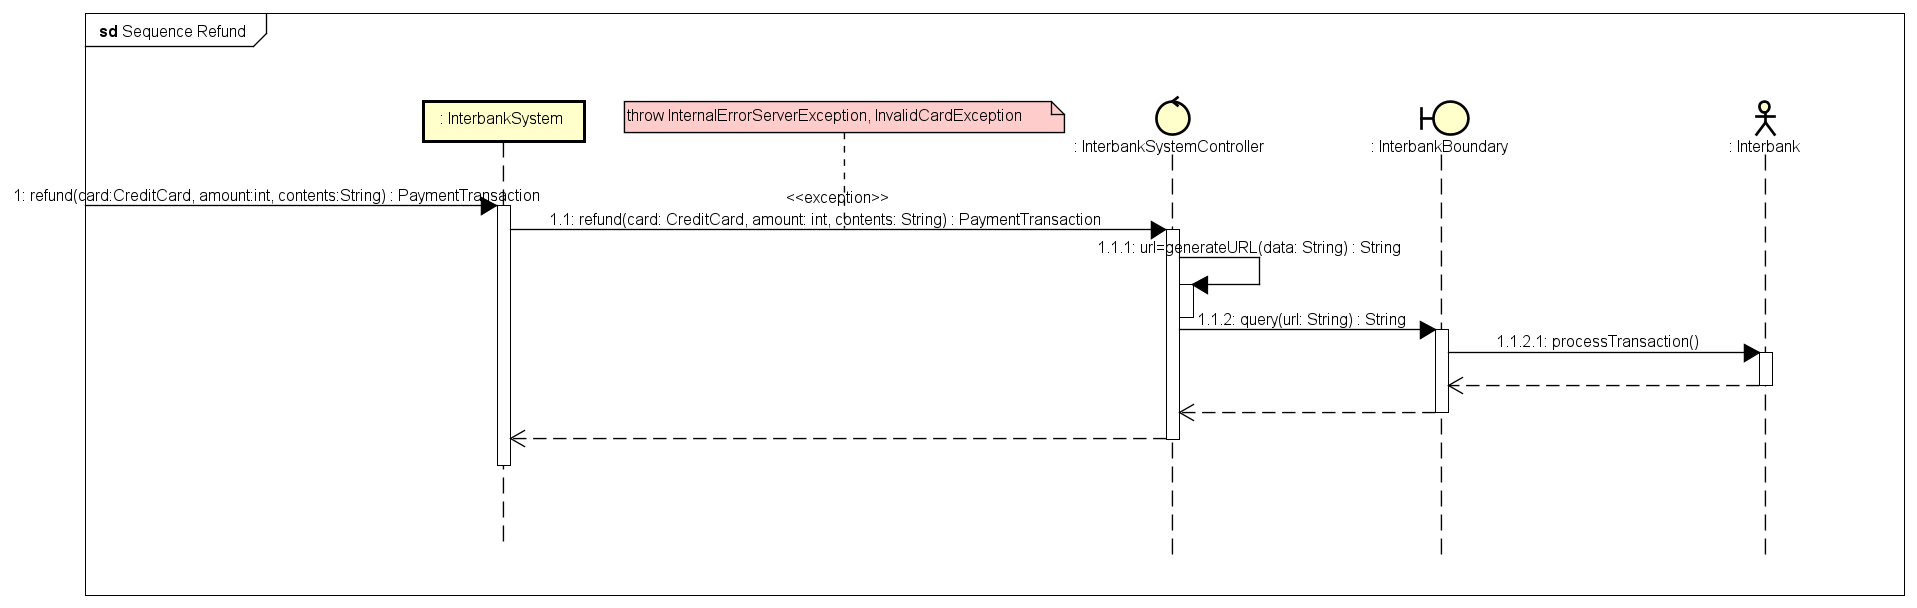 sd Sequence Refund
: InterbankSystem
throw InternalErrorServerException, InvalidCardException
: InterbankSystemController
: InterbankBoundary
: Interbank
1: refund(card:CreditCard, amount:int, contents:String) : PaymentTransaction
<<exception>>
1.1: refund(card: CreditCard, amount: int, contents: String) : PaymentTransaction
1.1.1: url=generateURL(data: String) : String
1.1.2: query(url: String) : String
1.1.2.1: processTransaction()